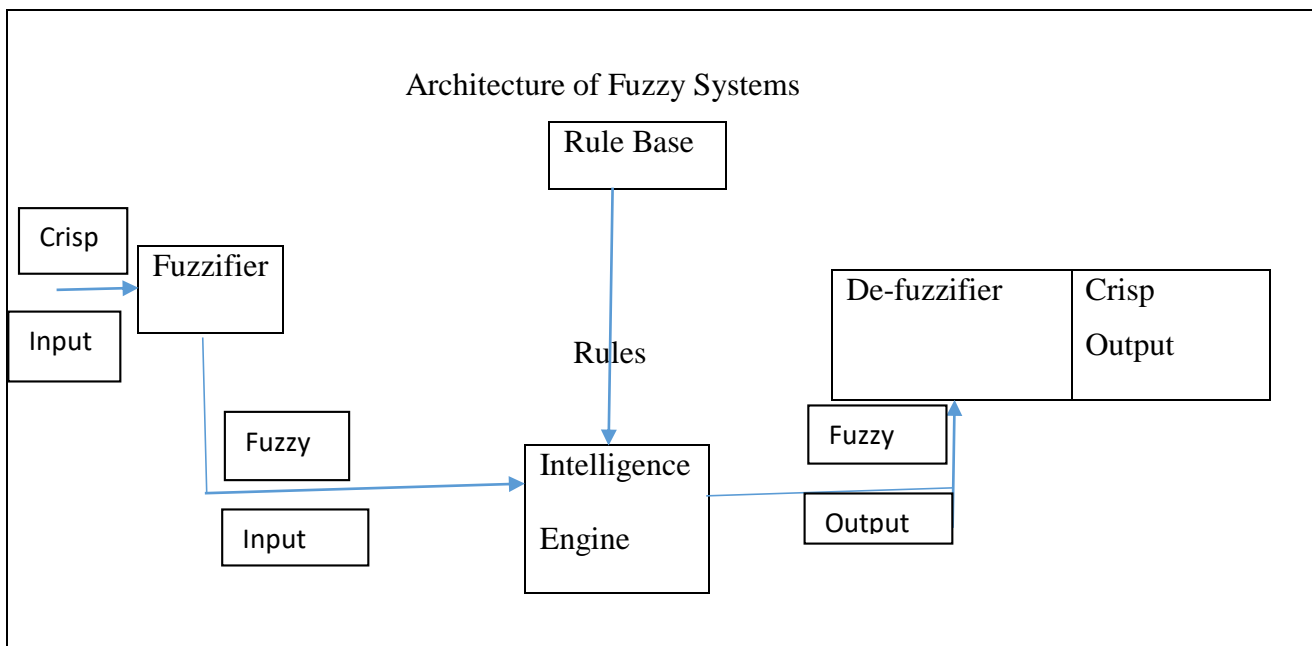 Architecture of Fuzzy Systems
Rule Base
Crisp
Input
Fuzzifier
Rules
Fuzzy
Input
Intelligence
Engine
Fuzzy
Output
De-fuzzifier
Crisp
Output